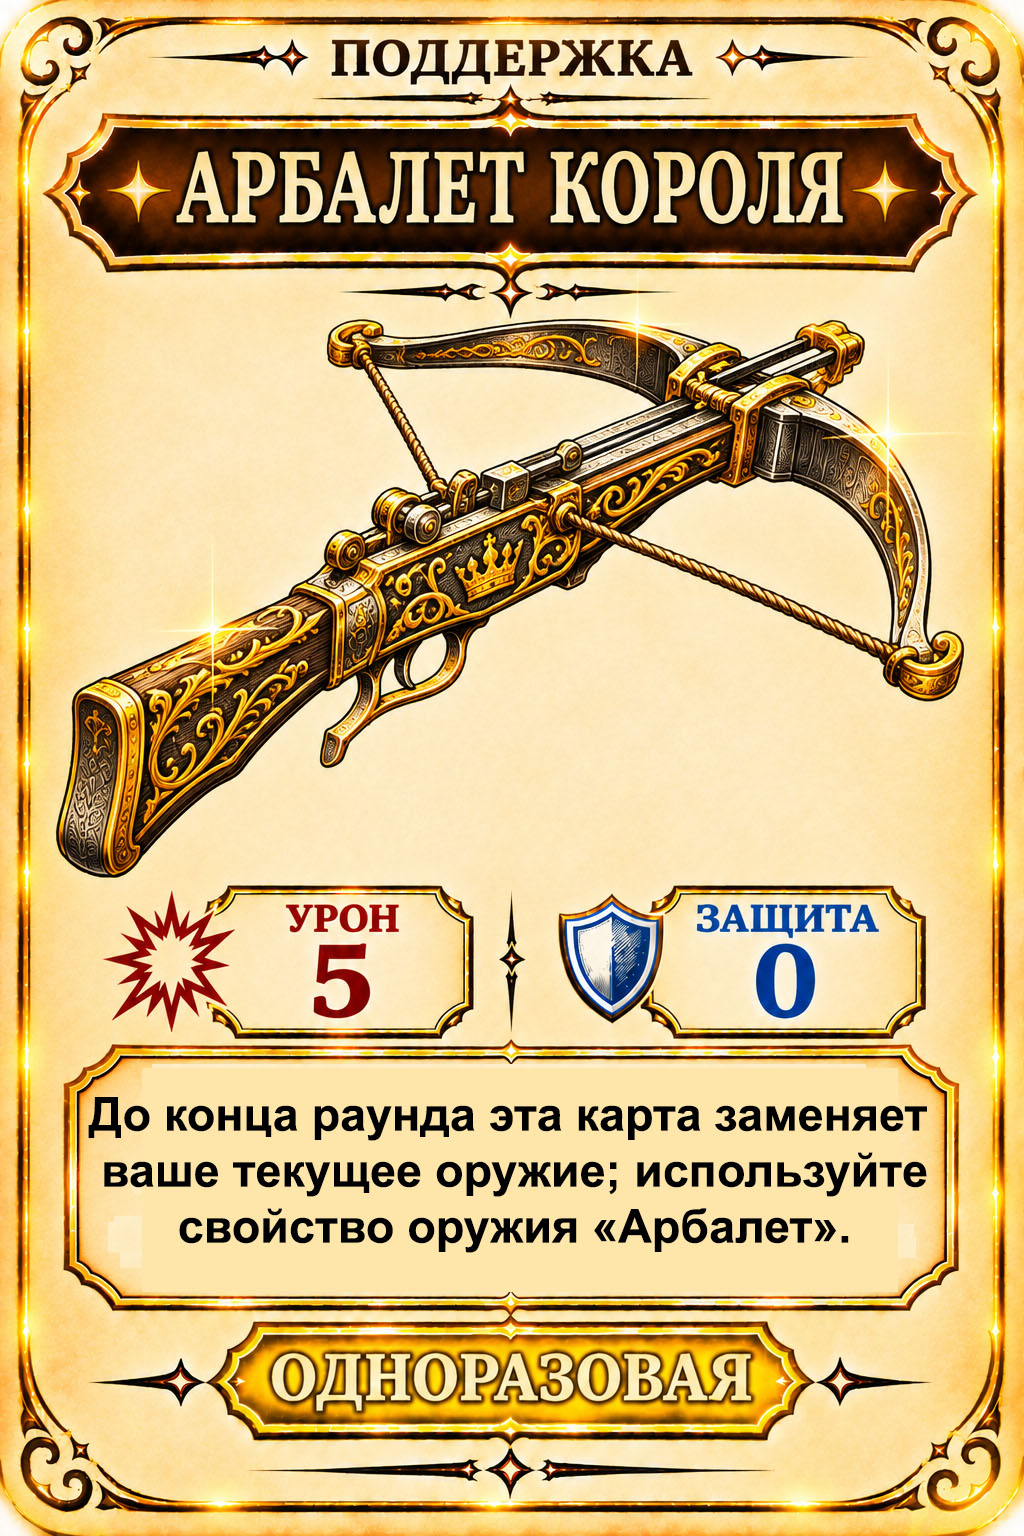 ПОДДЕРЖКА
АРБАЛЕТ КОРОЛЯ
УРОН
5
ЗАЩИТА
0
До конца раунда эта карта заменяет
ваше текущее оружие; используйте
свойство оружия «Арбалет».
ОДНОРАЗОВАЯ